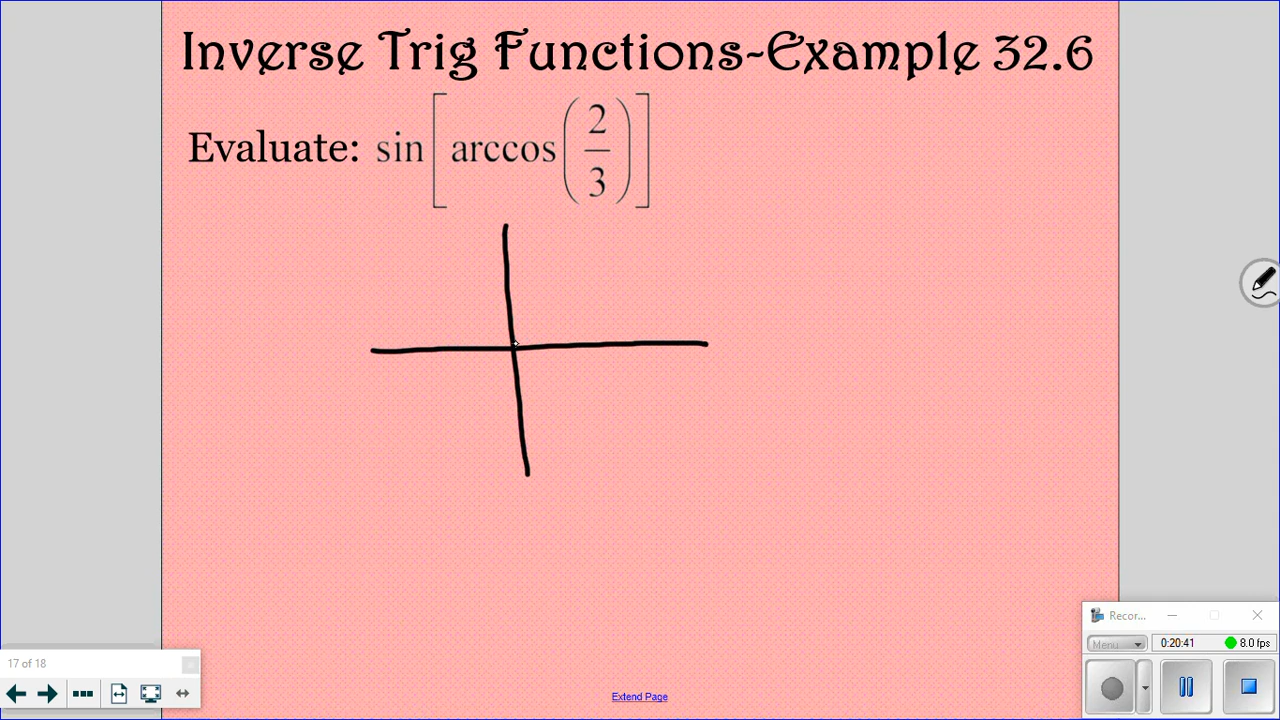 Inverse Trig Functions-Example 32.6
Evaluate: sin[arccos(2/3)]
Recor...
Menu
0:20:41
8.0 fps
17 of 18
Extend Page